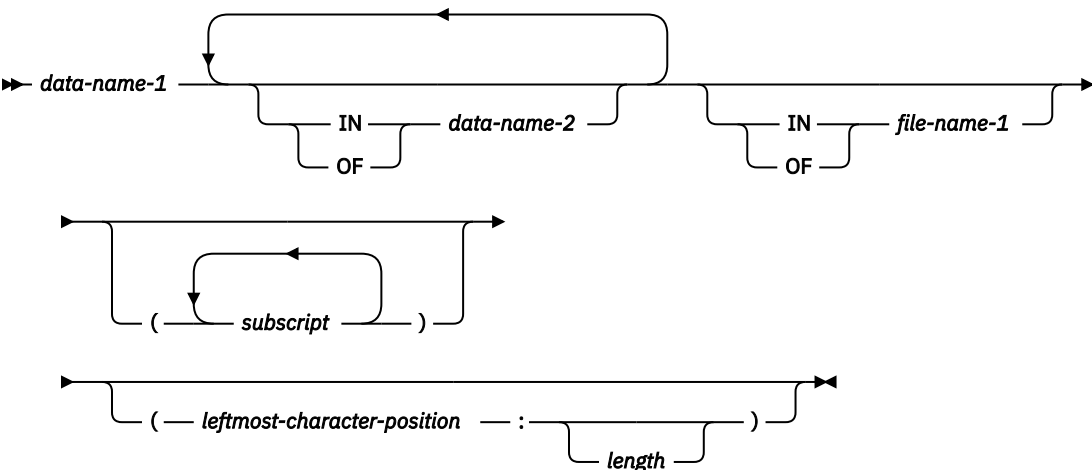 data-name-1
IN data-name-2 IN file-name-1
OF OF
( subscript )
( leftmost-character-position : )
length